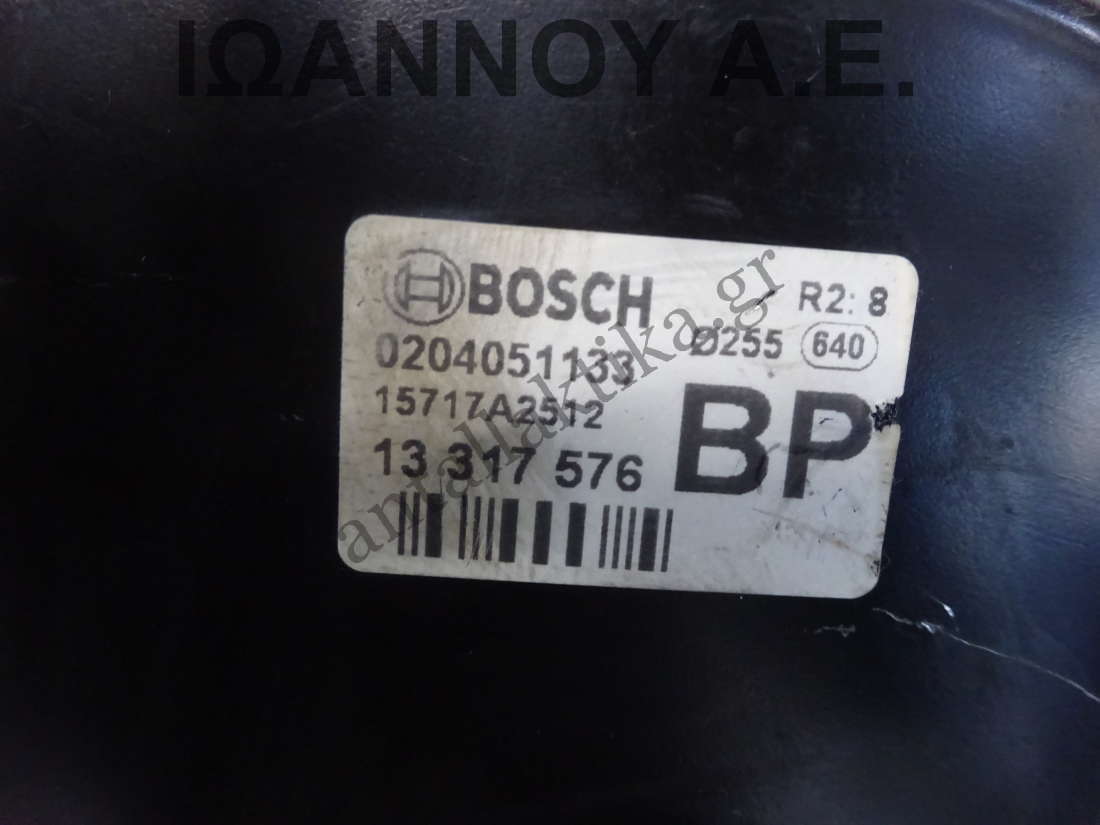 ΙΩΑΝΝΟΥ Α.Ε.
BOSCH
R2: 8
0204051133
Ø255
640
15717A2512
13 317 576
BP
antallaktika.gr